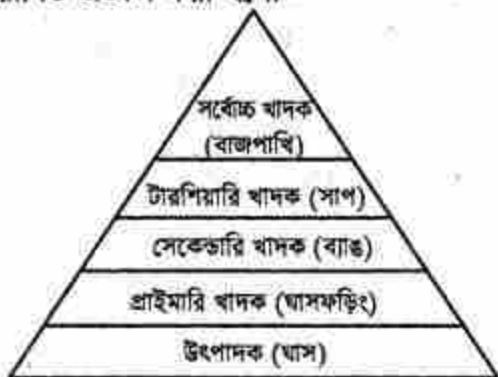 সর্বোচ্চ খাদক
(বাজপাখি)
টারশিয়ারি খাদক (সাপ)
সেকেন্ডারি খাদক (ব্যাঙ)
প্রাইমারি খাদক (ঘাসফড়িং)
উৎপাদক (ঘাস)